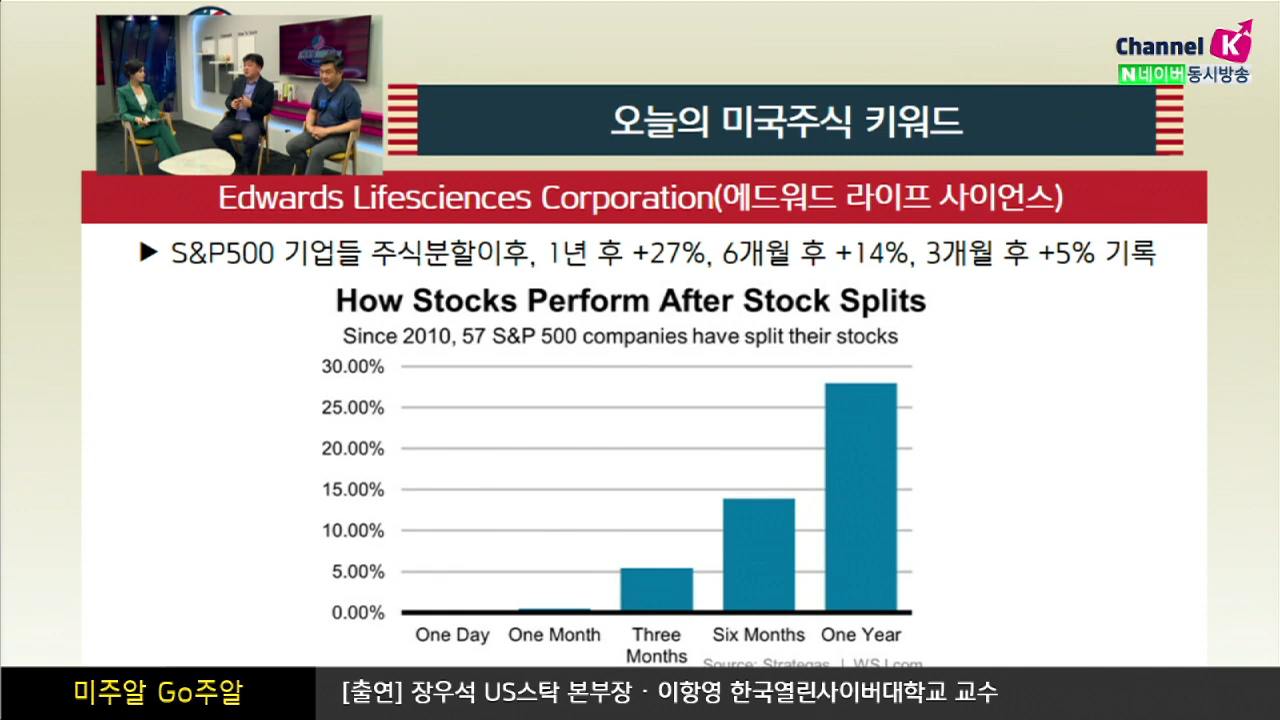 Channel K
N 네이버 동시방송
오늘의 미국주식 키워드
Edwards Lifesciences Corporation(에드워드 라이프 사이언스)
▶ S&P500 기업들 주식분할이후, 1년 후 +27%, 6개월 후 +14%, 3개월 후 +5% 기록
How Stocks Perform After Stock Splits
Since 2010, 57 S&P 500 companies have split their stocks
30.00%
25.00%
20.00%
15.00%
10.00%
5.00%
0.00%
One Day
One Month
Three
Months
Six Months
One Year
Source: Strategas | WSJ.com
미주알 Go주알
[출연] 장우석 US스탁 본부장 · 이항영 한국열린사이버대학교 교수